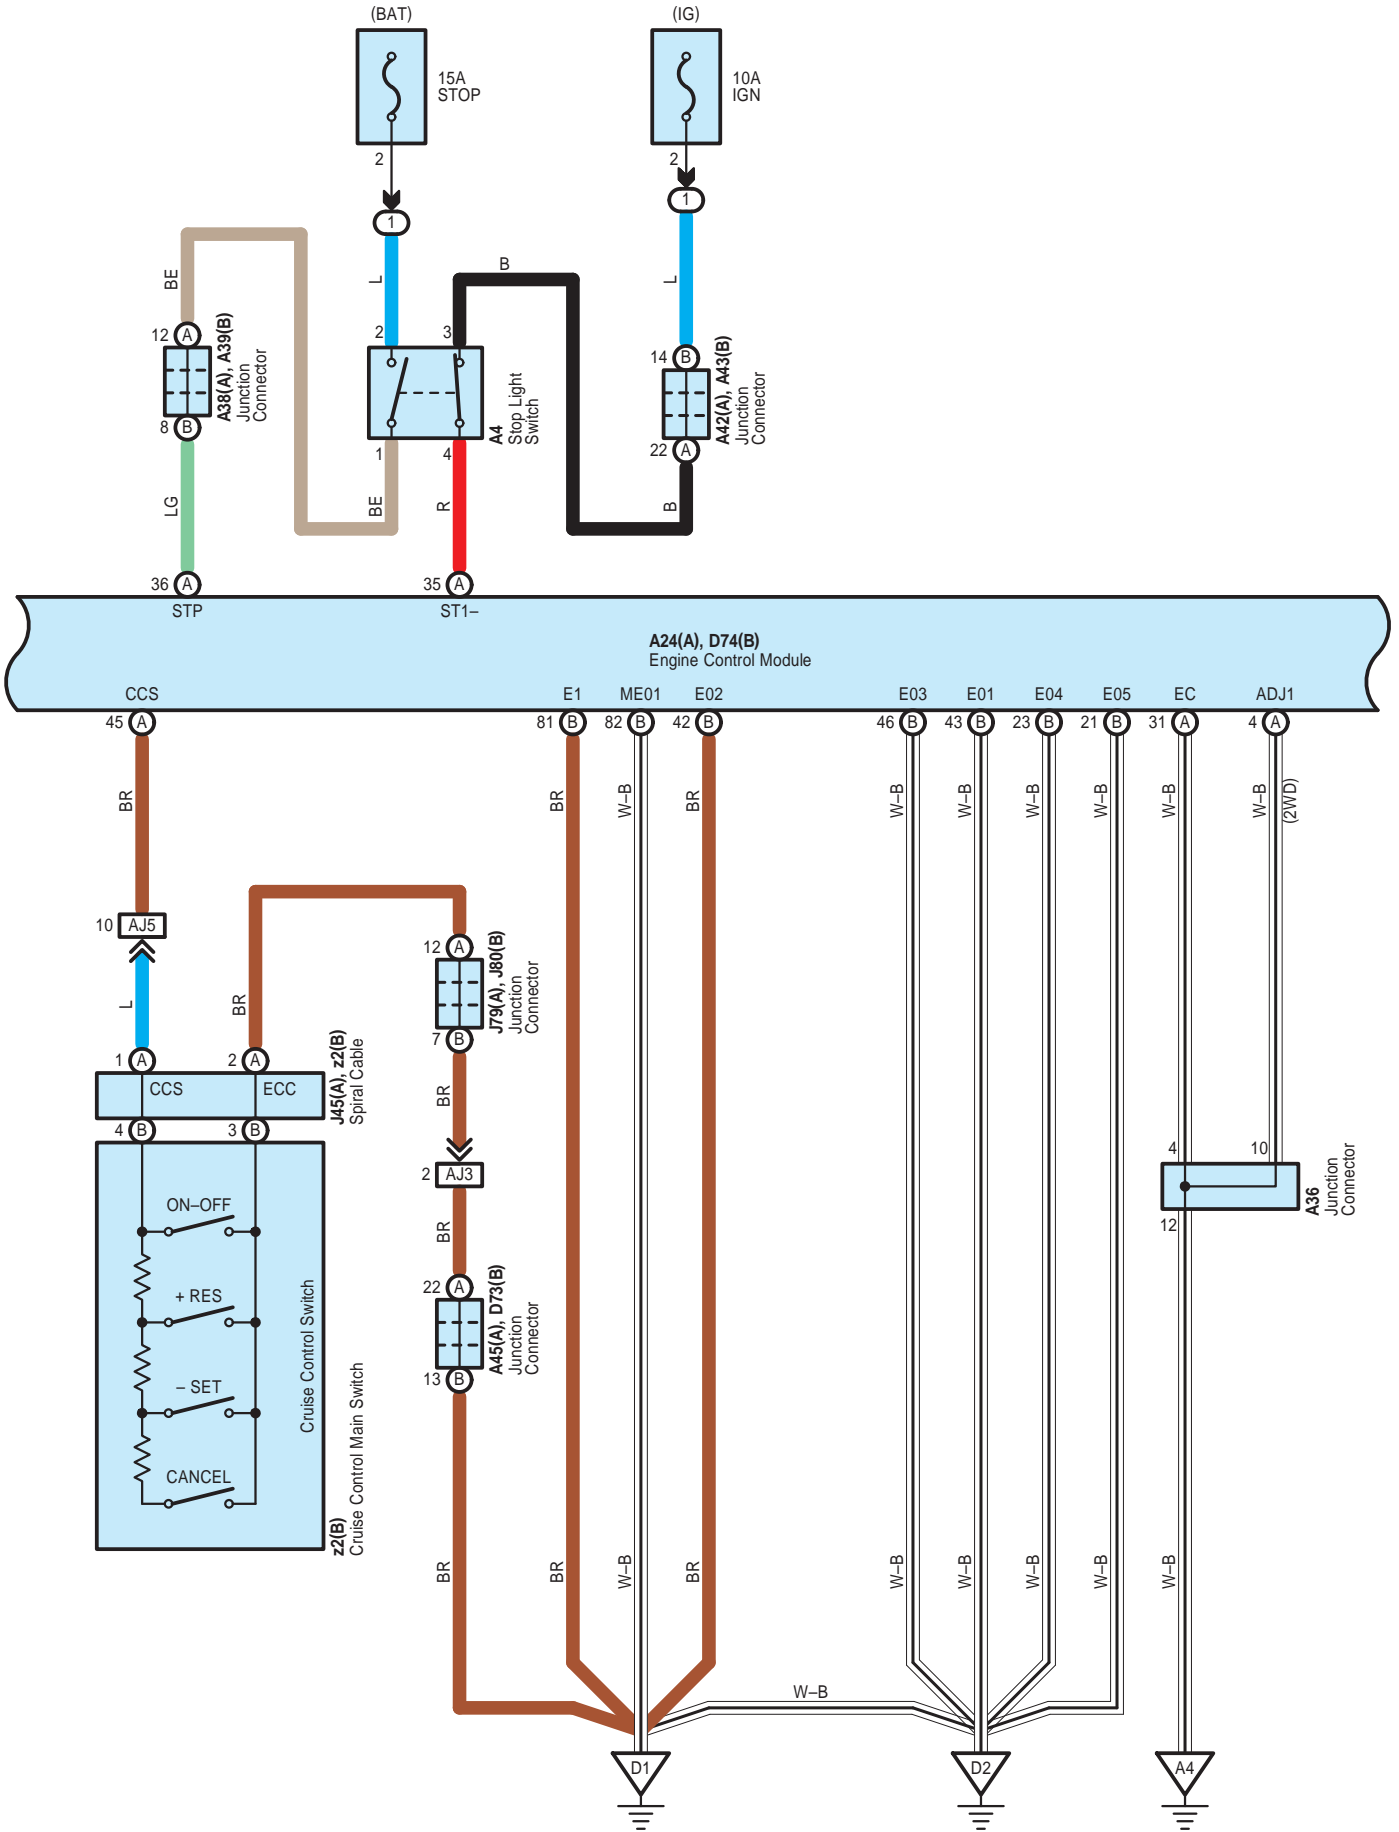 (BAT)
(IG)
15A
STOP
10A
IGN
2
2
1
1
BE
L
B
L
12 A
2
3
14 B
A38(A), A39(B)
Junction
Connector
A4
Stop Light
Switch
A42(A), A43(B)
Junction
Connector
8 B
1
4
22 A
LG
BE
R
B
36 A
35 A
STP
ST1–
A24(A), D74(B)
Engine Control Module
CCS
E1
ME01
E02
E03
E01
E04
E05
EC
ADJ1
45 A
81 B
82 B
42 B
46 B
43 B
23 B
21 B
31 A
4 A
BR
BR
W–B
BR
W–B
W–B
W–B
W–B
W–B
W–B
(2WD)
10 AJ5
12 A
L
BR
J79(A), J80(B)
Junction
Connector
7 B
1 A
2 A
CCS
ECC
J45(A), z2(B)
Spiral Cable
BR
4 B
3 B
2 AJ3
4
10
A36
Junction
Connector
12
ON–OFF
BR
22 A
+ RES
A45(A), D73(B)
Junction
Connector
13 B
– SET
CANCEL
Cruise Control Switch
z2(B)
Cruise Control Main Switch
BR
BR
W–B
BR
W–B
W–B
W–B
W–B
W–B
W–B
D1
D2
A4